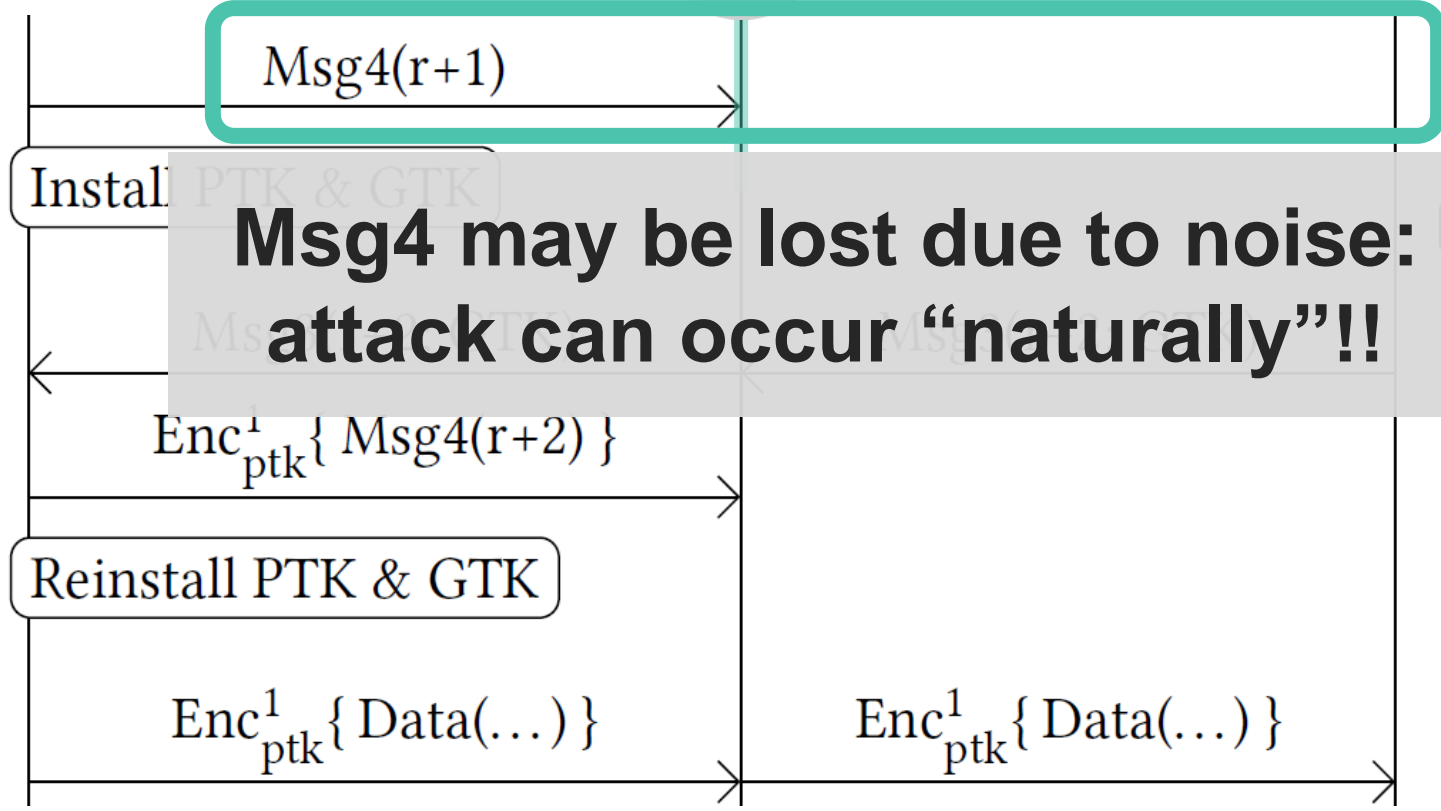 Msg4(r+1)
Install PTK & GTK
Msg4 may be lost due to noise:
attack can occur “naturally”!!
Enc¹ₚₜₖ{ Msg4(r+2) }
Reinstall PTK & GTK
Enc¹ₚₜₖ{ Data(…) } Enc¹ₚₜₖ{ Data(…) }